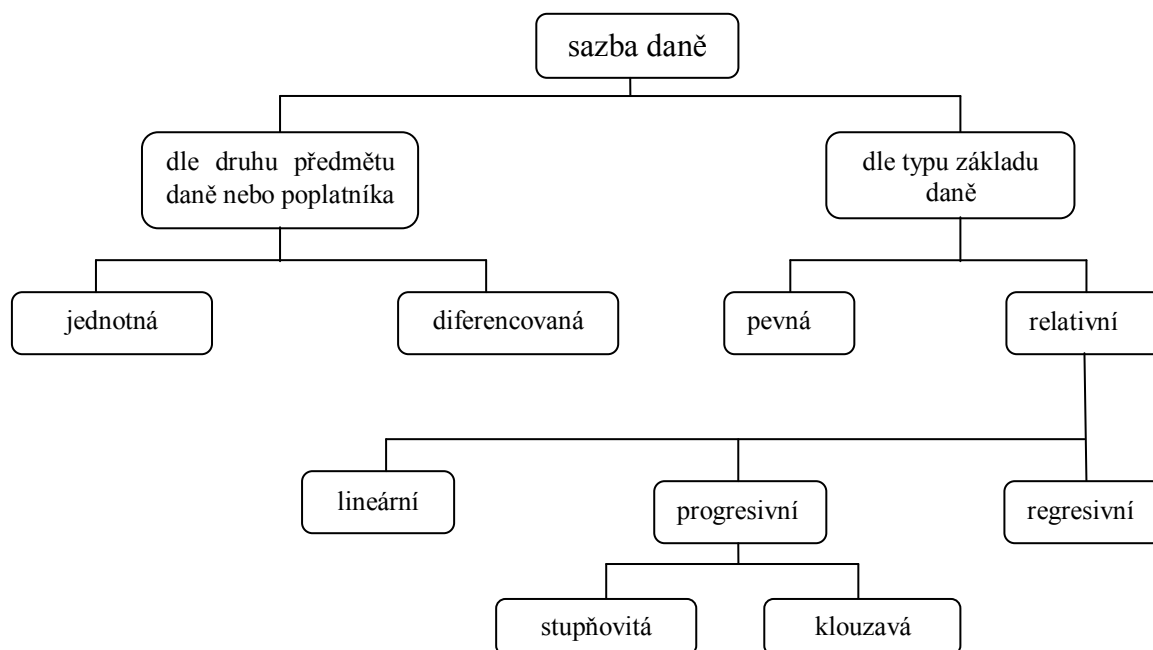 sazba daně
dle druhu předmětu
daně nebo poplatníka
dle typu základu
daně
jednotná
diferencovaná
pevná
relativní
lineární
progresivní
regresivní
stupňovitá
klouzavá